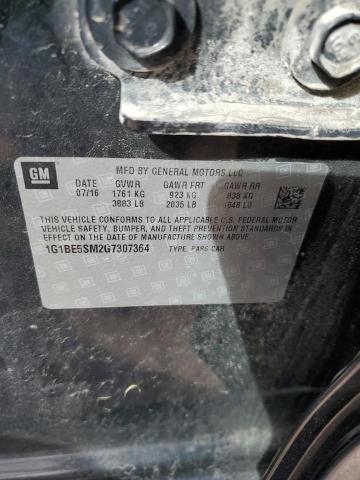 GM
MFD BY GENERAL MOTORS LLC
DATE GVWR GAWR FRT GAWR RR
07/16 1761 KG 923 KG 838 KG
3883 LB 2035 LB 1848 LB
THIS VEHICLE CONFORMS TO ALL APPLICABLE U.S. FEDERAL MOTOR
VEHICLE SAFETY, BUMPER, AND THEFT PREVENTION STANDARDS
IN EFFECT ON THE DATE OF MANUFACTURE SHOWN ABOVE.
1G1BE5SM2G7307364 TYPE: PASS CAR